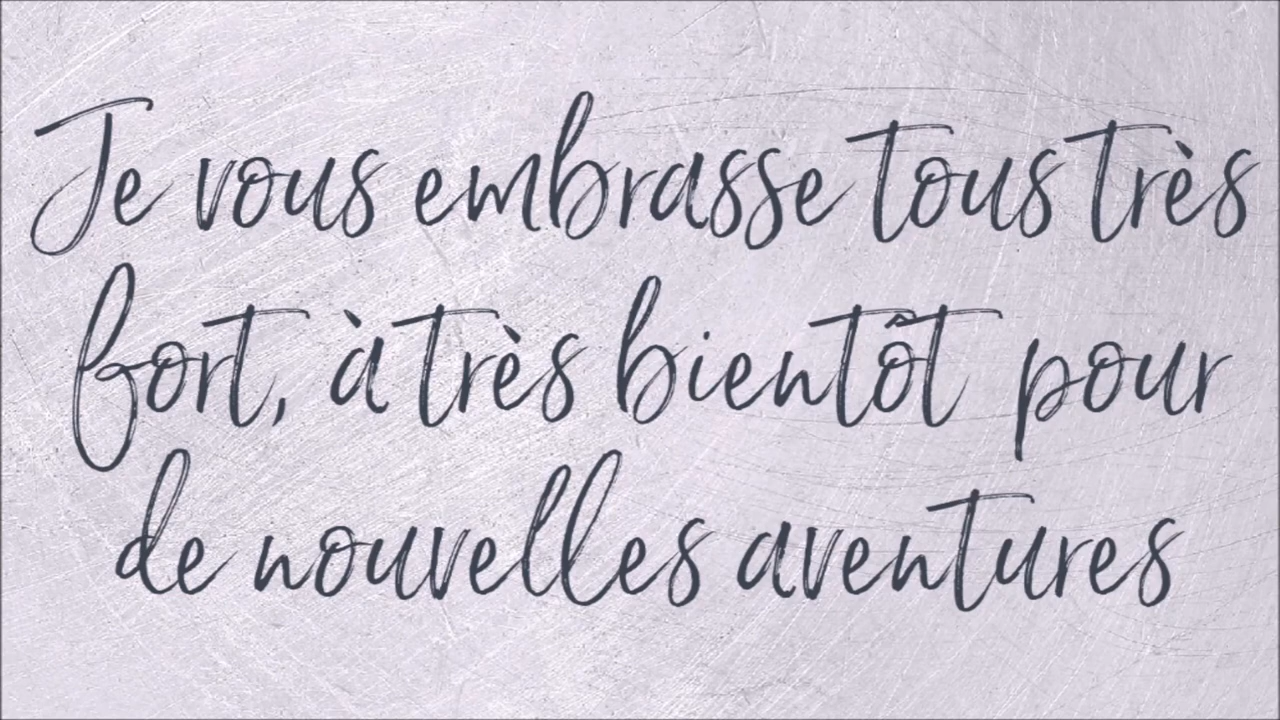 Je vous embrasse tous très
fort, à très bientôt pour
de nouvelles aventures